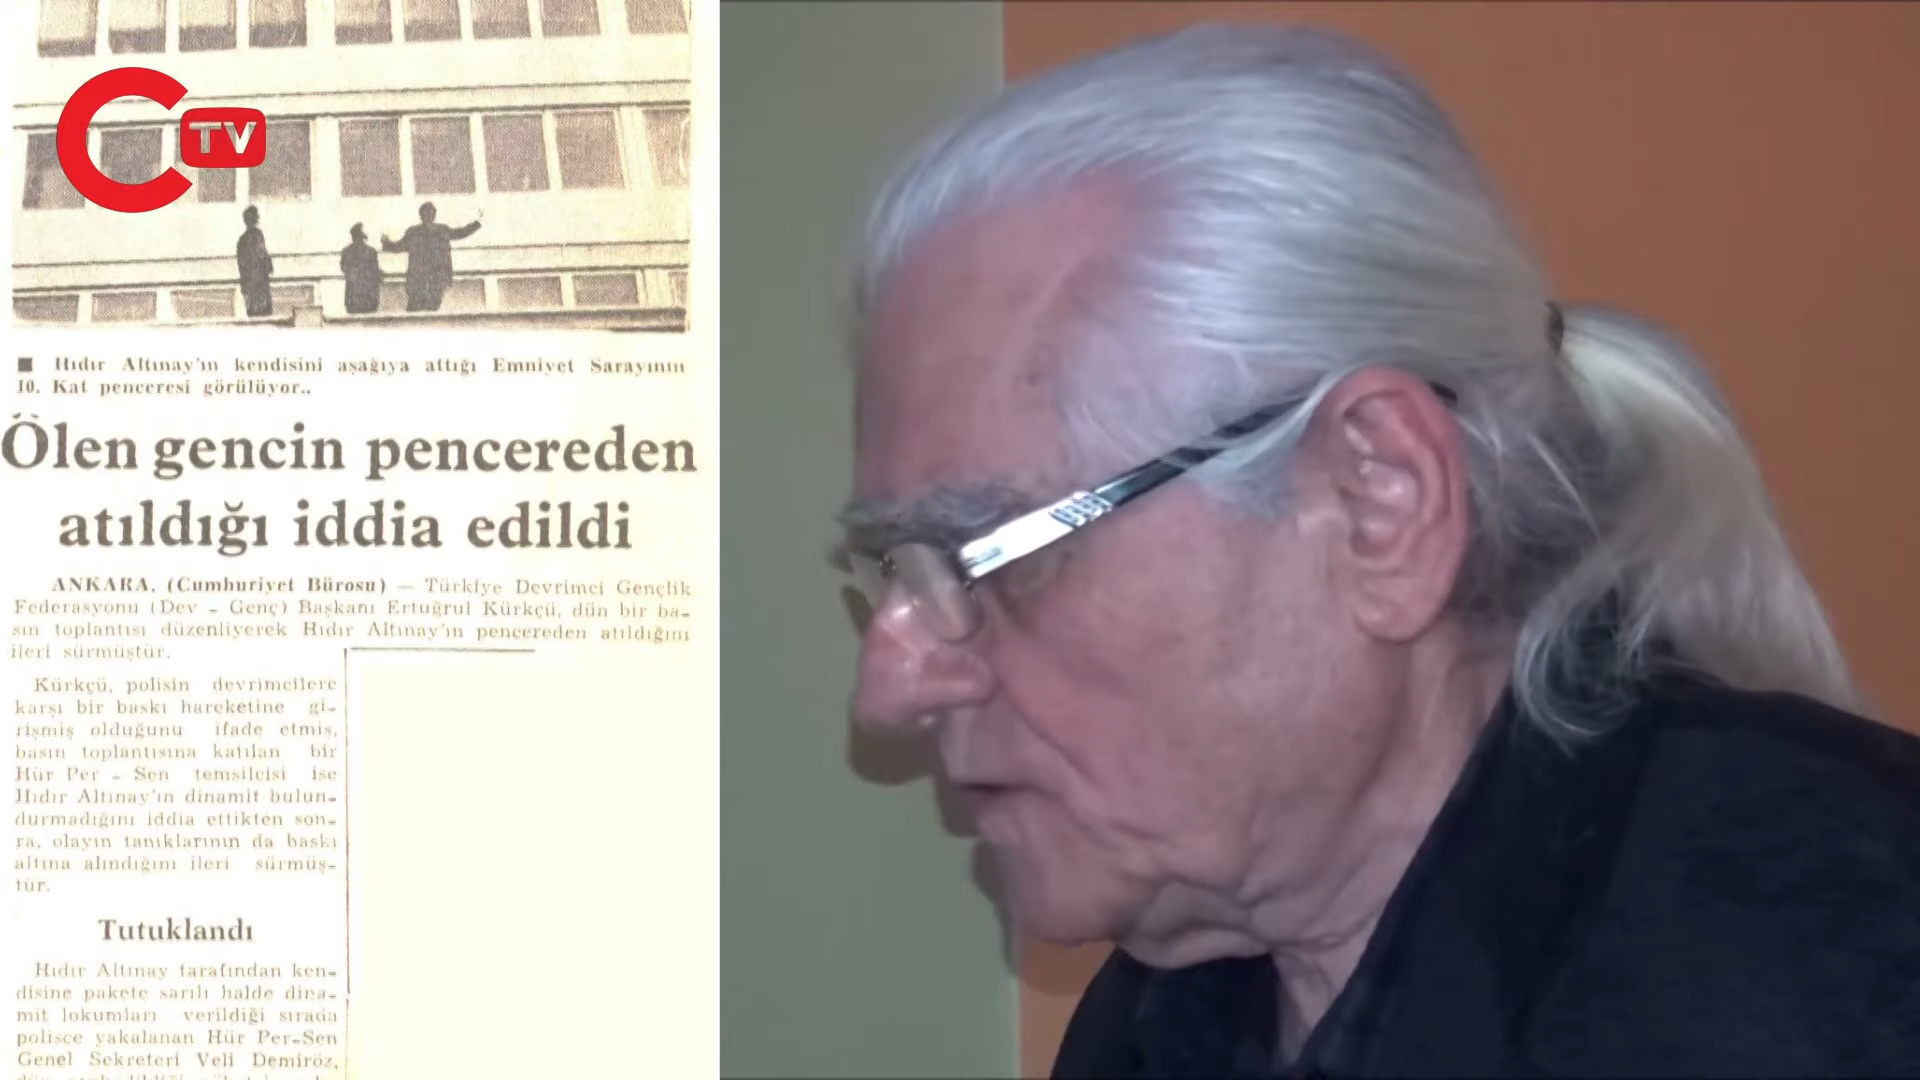 C TV
■ Hıdır Altınay'ın kendisini aşağıya attığı Emniyet Sarayının
10. Kat penceresi görülüyor..
Ölen gencin pencereden
atıldığı iddia edildi
ANKARA, (Cumhuriyet Bürosu) — Türkiye Devrimci Gençlik
Federasyonu (Dev - Genç) Başkanı Ertuğrul Kürkçü, dün bir ba-
sın toplantısı düzenliyerek Hıdır Altınay'ın pencereden atıldığını
ileri sürmüştür.
Kürkçü, polisin devrimcilere
karşı bir baskı hareketine gi-
rişmiş olduğunu ifade etmiş,
basın toplantısına katılan bir
Hür Per - Sen temsilcisi ise
Hıdır Altınay'ın dinamit bulun-
durmadığını iddia ettikten son-
ra, olayın tanıklarının da baskı
altına alındığını ileri sürmüş-
tür.
Tutuklandı
Hıdır Altınay tarafından ken-
disine pakete sarılı halde dina-
mit lokumları verildiği sırada
polisce yakalanan Hür Per-Sen
Genel Sekreteri Veli Demiröz,